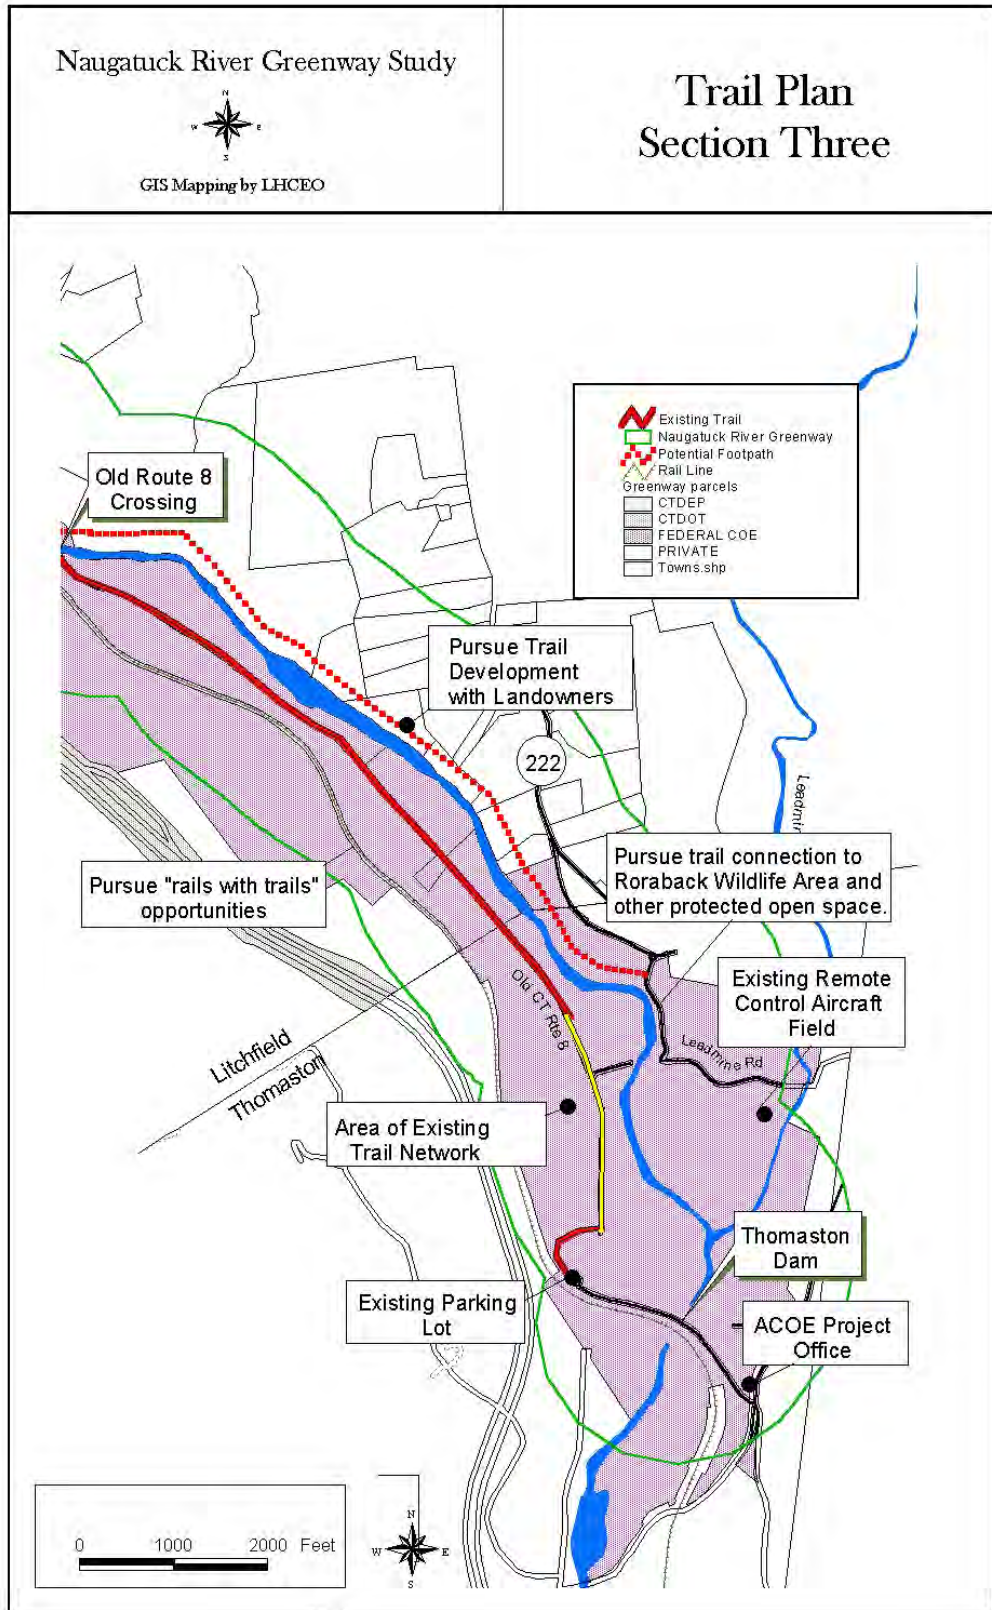 Naugatuck River Greenway Study
N
W E
S
GIS Mapping by LHCEO
Trail Plan
Section Three
Existing Trail
Naugatuck River Greenway
Potential Footpath
Rail Line
Greenway parcels
CTDEP
CTDOT
FEDERAL COE
PRIVATE
Towns.shp
Old Route 8
Crossing
Pursue Trail
Development
with Landowners
222
Pursue "rails with trails"
opportunities
Pursue trail connection to
Roraback Wildlife Area and
other protected open space.
Existing Remote
Control Aircraft
Field
Old CT Rte 8
Leadmine Rd
Litchfield
Thomaston
Area of Existing
Trail Network
Thomaston
Dam
Existing Parking
Lot
ACOE Project
Office
0 1000 2000 Feet
N
W E
S